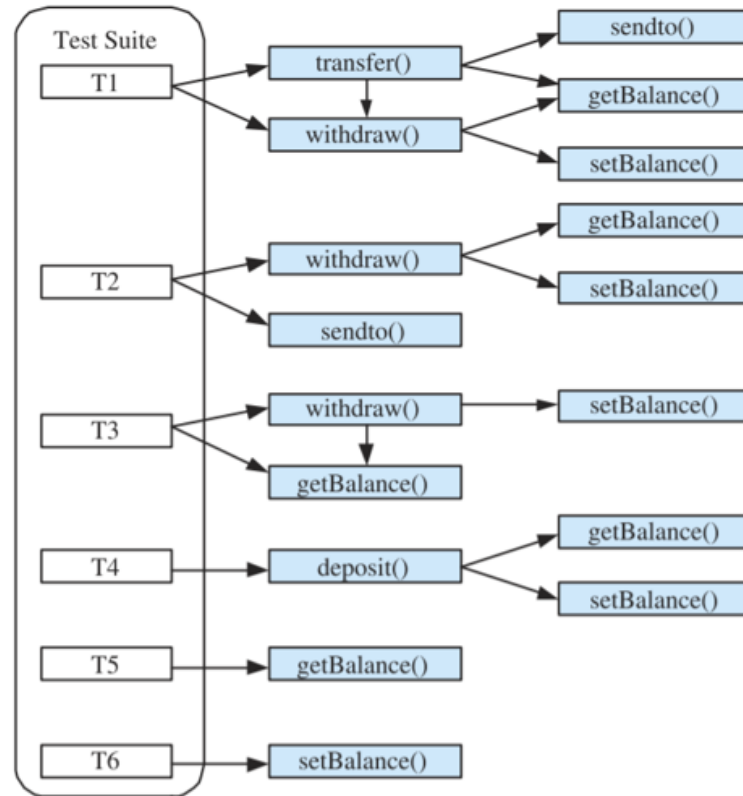 Test Suite
T1
transfer()
withdraw()
sendto()
getBalance()
setBalance()
T2
withdraw()
sendto()
getBalance()
setBalance()
T3
withdraw()
getBalance()
setBalance()
T4
deposit()
getBalance()
setBalance()
T5
getBalance()
T6
setBalance()